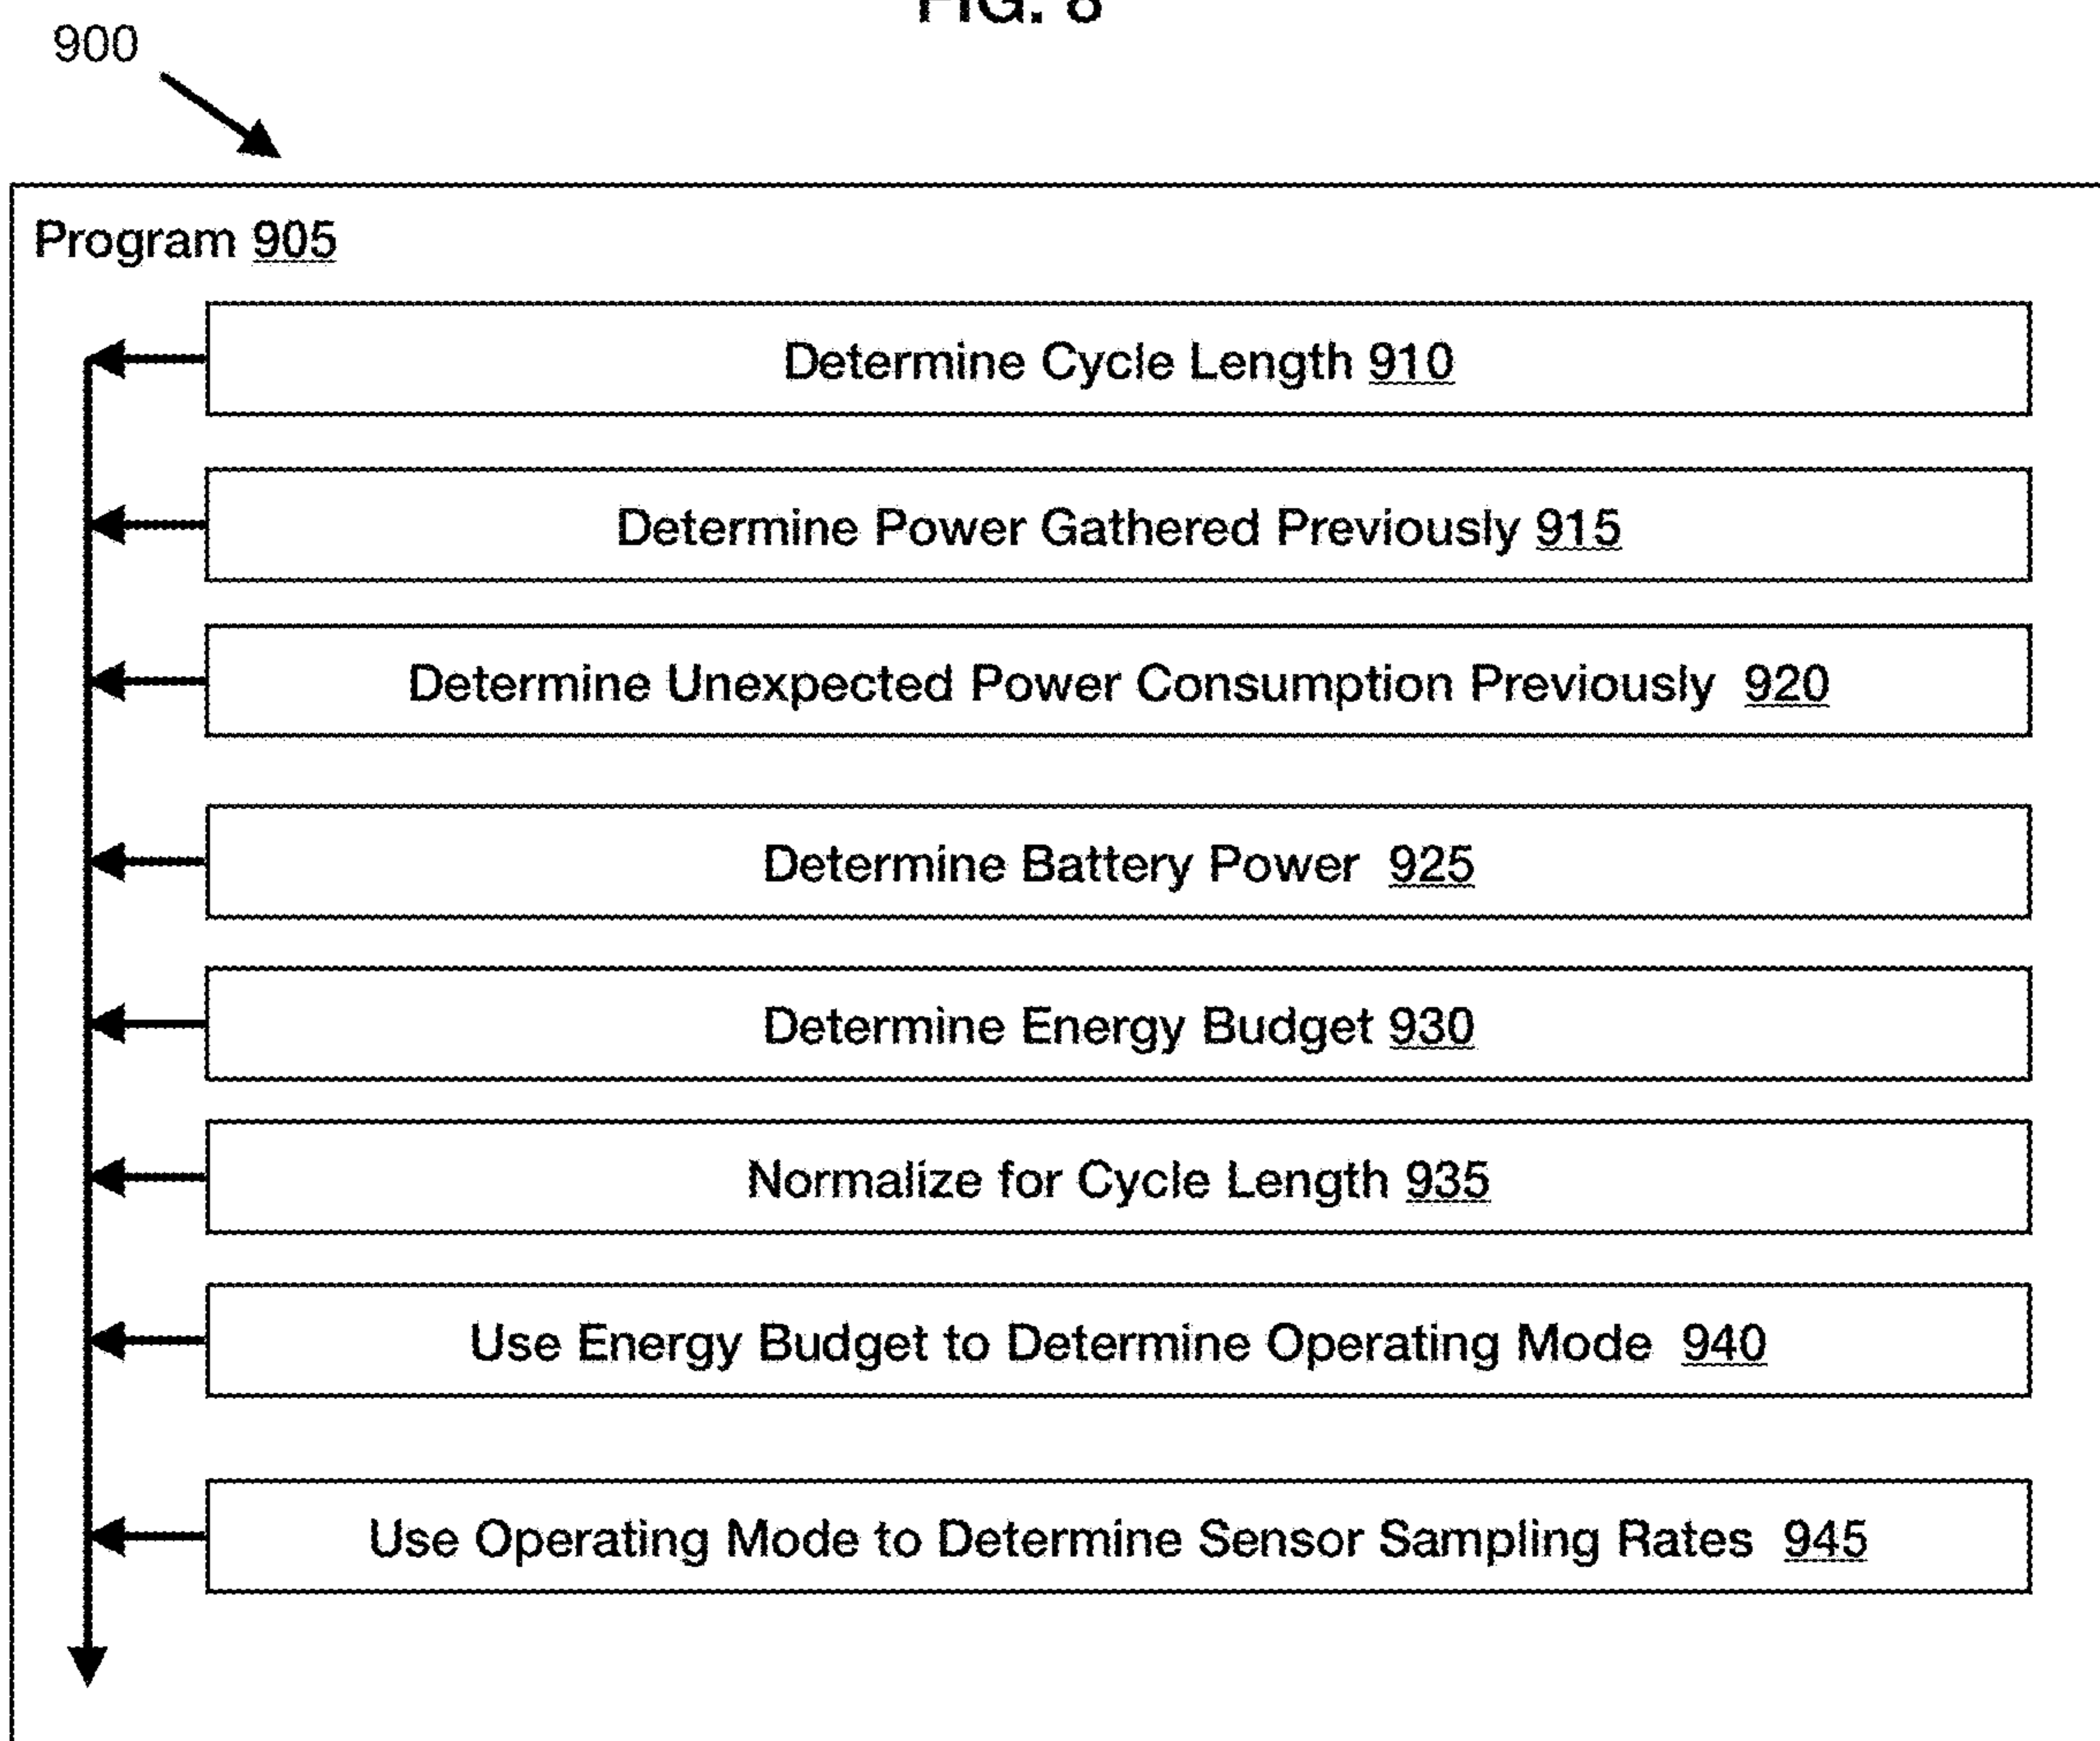 FIG. 8
900
Program 905
Determine Cycle Length 910
Determine Power Gathered Previously 915
Determine Unexpected Power Consumption Previously 920
Determine Battery Power 925
Determine Energy Budget 930
Normalize for Cycle Length 935
Use Energy Budget to Determine Operating Mode 940
Use Operating Mode to Determine Sensor Sampling Rates 945